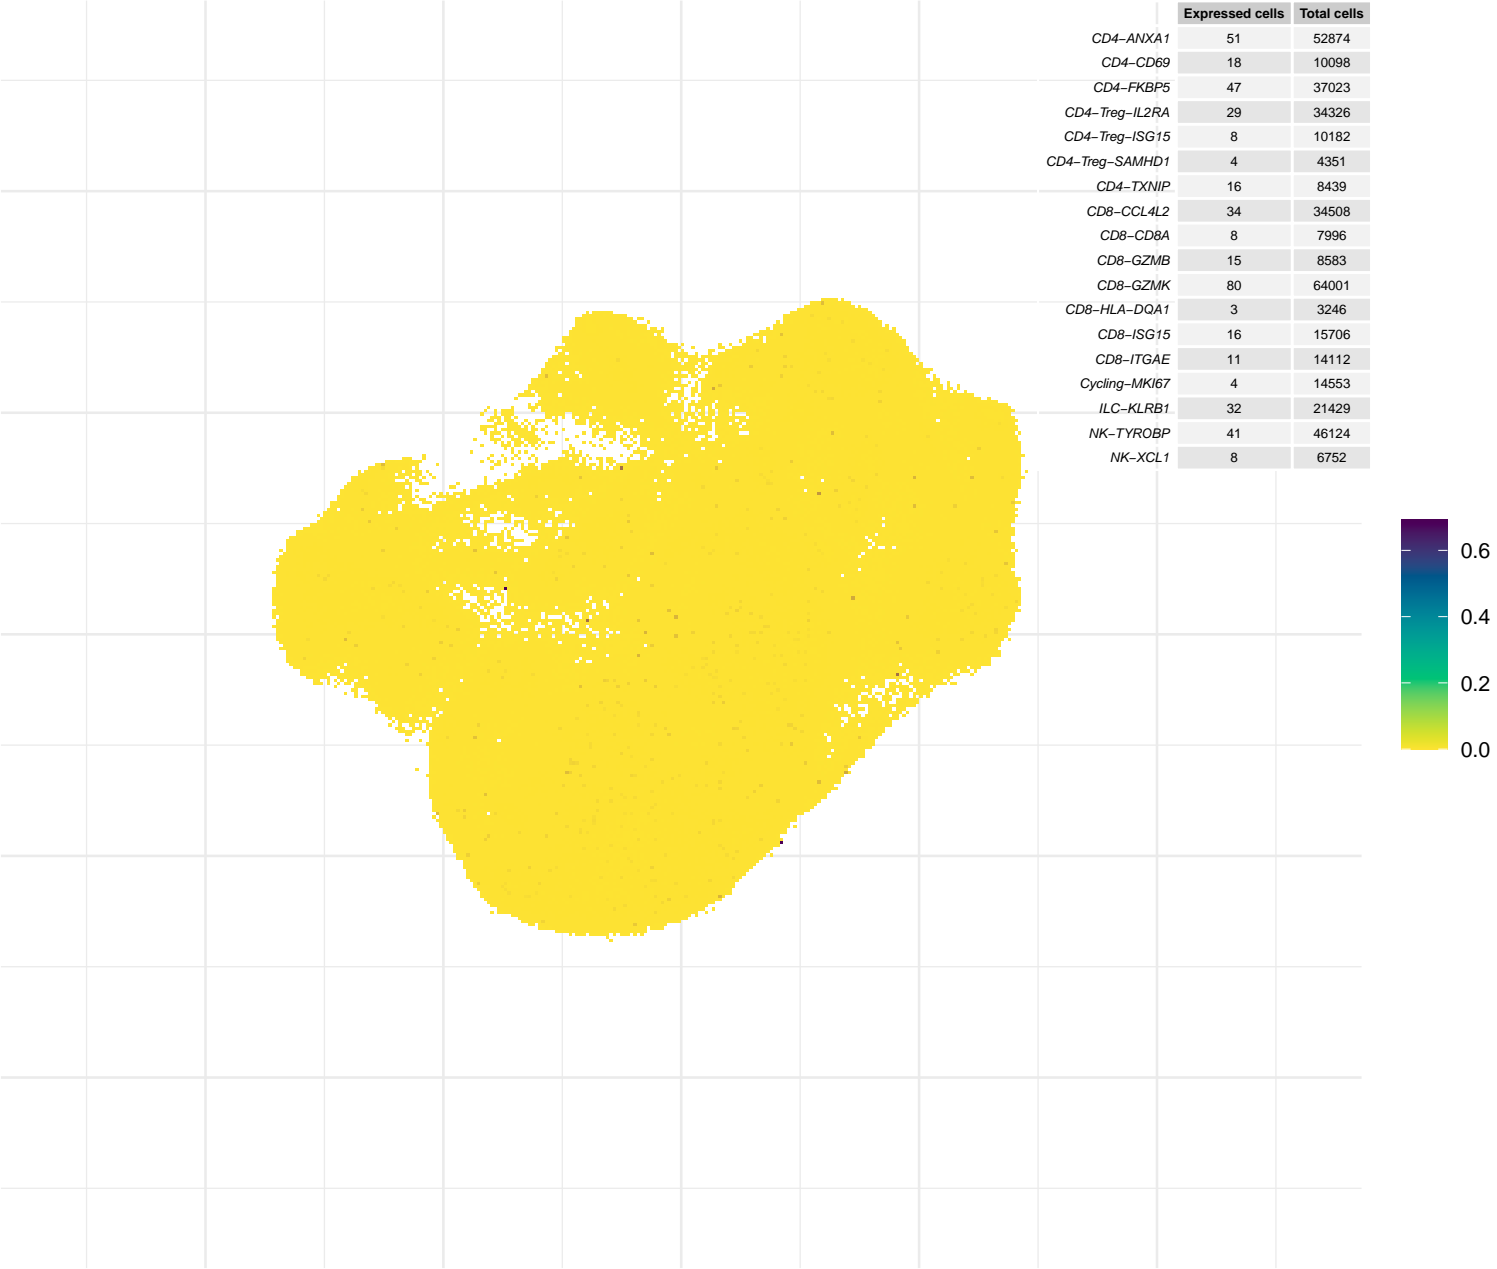 Expressed cells Total cells
CD4−ANXA1 51 52874
CD4−CD69 18 10098
CD4−FKBP5 47 37023
CD4−Treg−IL2RA 29 34326
CD4−Treg−ISG15 8 10182
CD4−Treg−SAMHD1 4 4351
CD4−TXNIP 16 8439
CD8−CCL4L2 34 34508
CD8−CD8A 8 7996
CD8−GZMB 15 8583
CD8−GZMK 80 64001
CD8−HLA−DQA1 3 3246
CD8−ISG15 16 15706
CD8−ITGAE 11 14112
Cycling−MKI67 4 14553
ILC−KLRB1 32 21429
NK−TYROBP 41 46124
NK−XCL1 8 6752
0.6
0.4
0.2
0.0